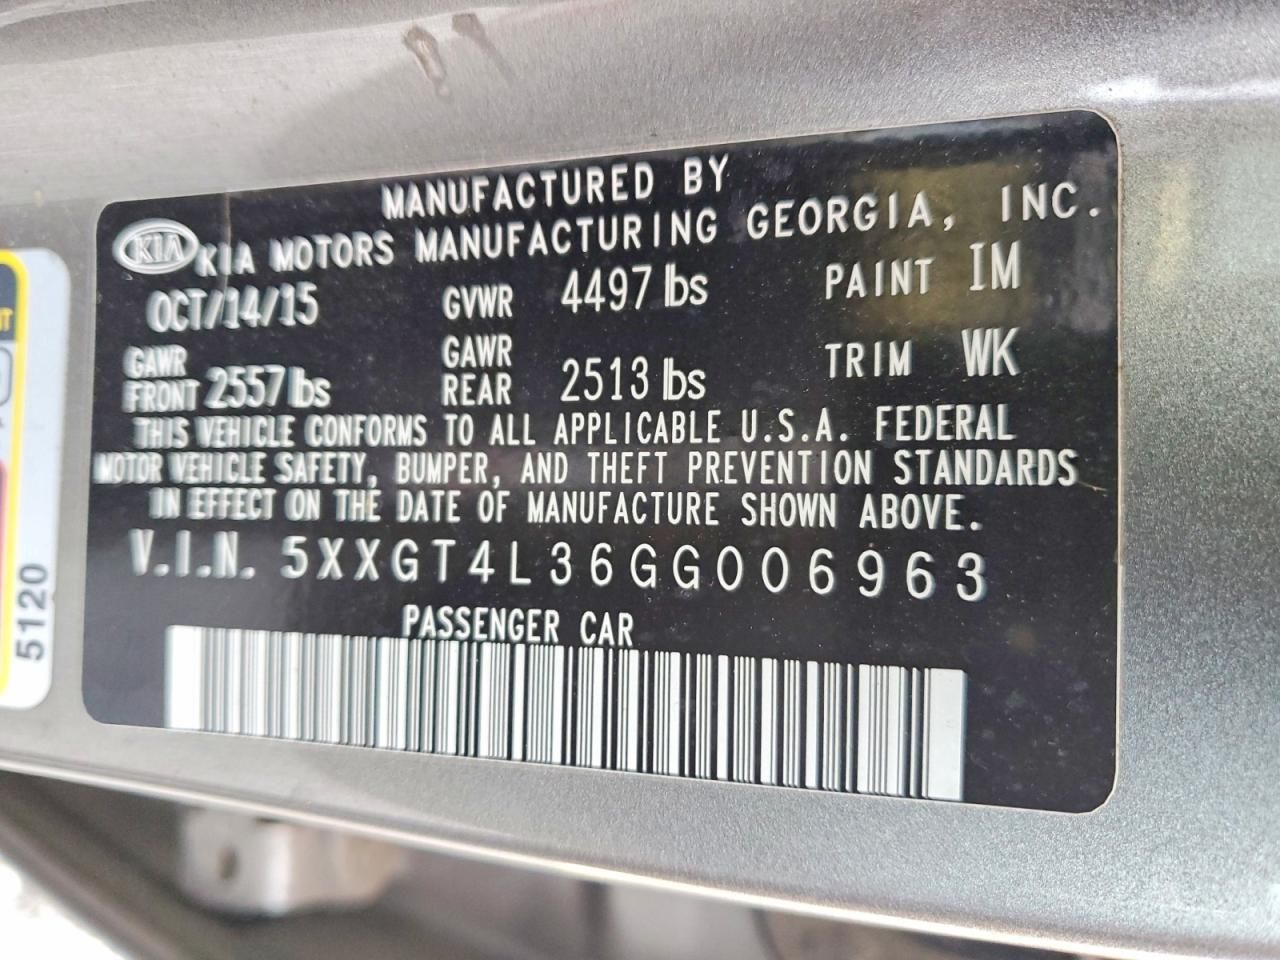 MANUFACTURED BY
KIA KIA MOTORS MANUFACTURING GEORGIA, INC.
OCT/14/15 GVWR 4497 lbs PAINT IM
GAWR FRONT 2557 lbs GAWR REAR 2513 lbs TRIM WK
THIS VEHICLE CONFORMS TO ALL APPLICABLE U.S.A. FEDERAL
MOTOR VEHICLE SAFETY, BUMPER, AND THEFT PREVENTION STANDARDS
IN EFFECT ON THE DATE OF MANUFACTURE SHOWN ABOVE.
V.I.N. 5XXGT4L36GG006963
PASSENGER CAR
5120